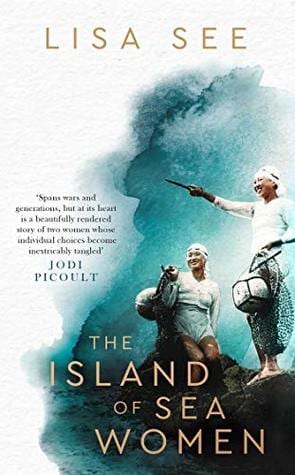 LISA SEE
‘Spans wars and
generations, but at its heart
is a beautifully rendered
story of two women whose
individual choices become
inextricably tangled’
JODI
PICOULT
THE
ISLAND
OF SEA
WOMEN